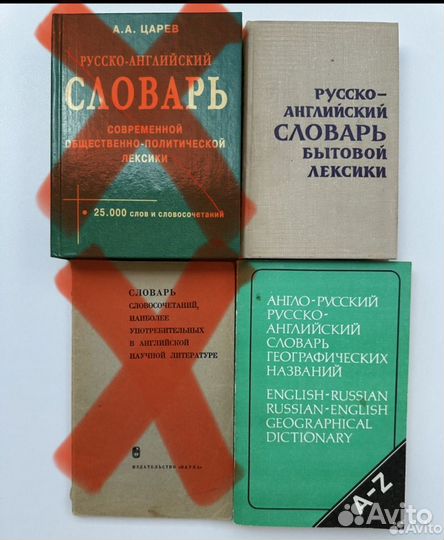 А.А. ЦАРЕВ
РУССКО-АНГЛИЙСКИЙ
СЛОВАРЬ
СОВРЕМЕННОЙ
ОБЩЕСТВЕННО-ПОЛИТИЧЕСКОЙ
ЛЕКСИКИ
• 25.000 слов и словосочетаний
РУССКО-
АНГЛИЙСКИЙ
СЛОВАРЬ
БЫТОВОЙ
ЛЕКСИКИ
СЛОВАРЬ
СЛОВОСОЧЕТАНИЙ,
НАИБОЛЕЕ
УПОТРЕБИТЕЛЬНЫХ
В АНГЛИЙСКОЙ
НАУЧНОЙ ЛИТЕРАТУРЕ
ИЗДАТЕЛЬСТВО «НАУКА»
АНГЛО-РУССКИЙ
РУССКО-
АНГЛИЙСКИЙ
СЛОВАРЬ
ГЕОГРАФИЧЕСКИХ
НАЗВАНИЙ
ENGLISH-RUSSIAN
RUSSIAN-ENGLISH
GEOGRAPHICAL
DICTIONARY
A-Z
Avito